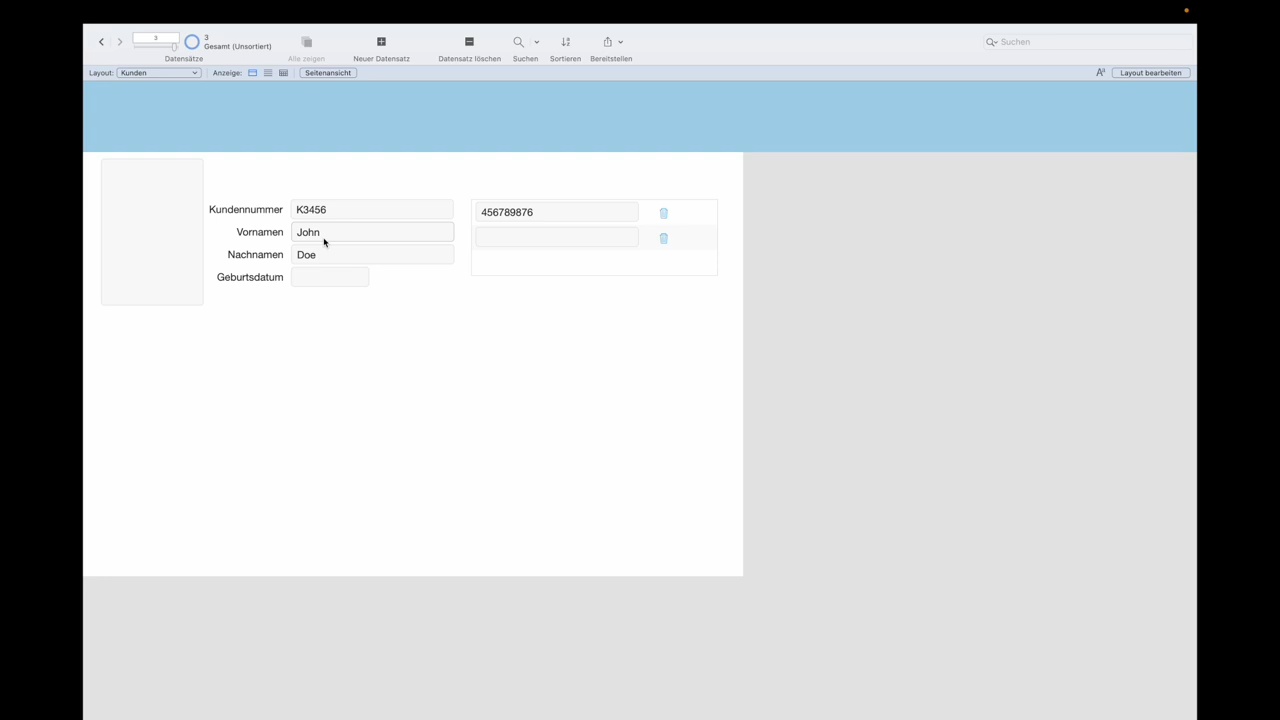 3
3
Gesamt (Unsortiert)
Datensätze
Alle zeigen
Neuer Datensatz
Datensatz löschen
Suchen
Sortieren
Bereitstellen
Suchen
Layout: Kunden
Anzeige:
Seitenansicht
Layout bearbeiten
Kundennummer K3456
Vornamen John
Nachnamen Doe
Geburtsdatum
456789876